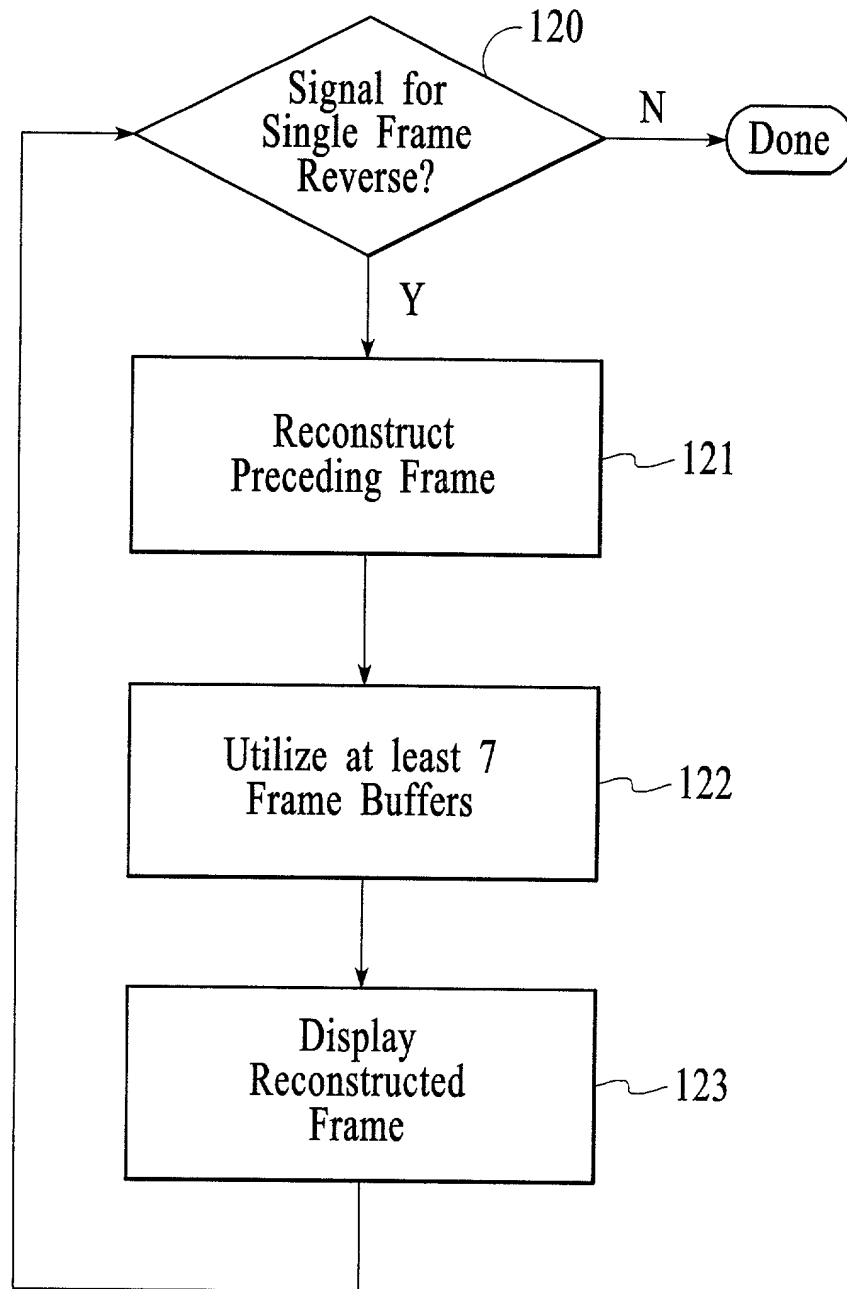 120
Signal for
Single Frame
Reverse?
N
Done
Y
Reconstruct
Preceding Frame
121
Utilize at least 7
Frame Buffers
122
Display
Reconstructed
Frame
123